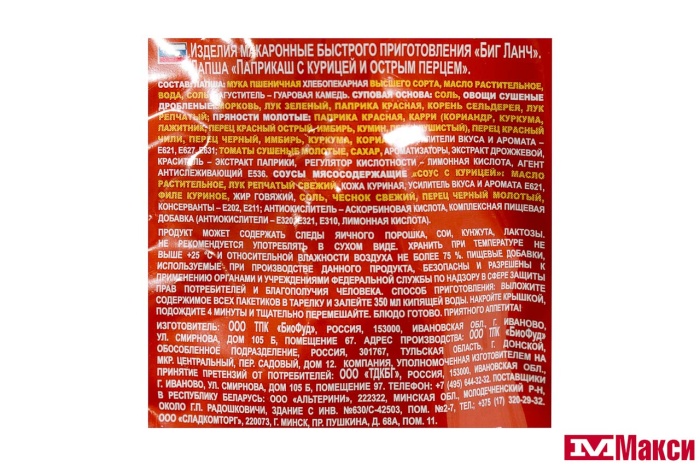 ИЗДЕЛИЯ МАКАРОННЫЕ БЫСТРОГО ПРИГОТОВЛЕНИЯ «БИГ ЛАНЧ».
ЛАПША «ПАПРИКАШ С КУРИЦЕЙ И ОСТРЫМ ПЕРЦЕМ».
СОСТАВ: ЛАПША: МУКА ПШЕНИЧНАЯ ХЛЕБОПЕКАРНАЯ ВЫСШЕГО СОРТА, МАСЛО РАСТИТЕЛЬНОЕ,
ВОДА, СОЛЬ, ЗАГУСТИТЕЛЬ – ГУАРОВАЯ КАМЕДЬ. СУПОВАЯ ОСНОВА: СОЛЬ, ОВОЩИ СУШЕНЫЕ
ДРОБЛЕНЫЕ: МОРКОВЬ, ЛУК ЗЕЛЕНЫЙ, ПАПРИКА КРАСНАЯ, КОРЕНЬ СЕЛЬДЕРЕЯ, ЛУК
РЕПЧАТЫЙ; ПРЯНОСТИ МОЛОТЫЕ: ПАПРИКА КРАСНАЯ, КАРРИ (КОРИАНДР, КУРКУМА,
ПАЖИТНИК, ПЕРЕЦ КРАСНЫЙ ОСТРЫЙ, ИМБИРЬ, КУМИН, ПЕРЕЦ ДУШИСТЫЙ), ПЕРЕЦ КРАСНЫЙ
ЧИЛИ, ПЕРЕЦ ЧЕРНЫЙ, ИМБИРЬ, КУРКУМА, КОРИАНДР; УСИЛИТЕЛИ ВКУСА И АРОМАТА –
Е621, Е627, Е631; ТОМАТЫ СУШЕНЫЕ МОЛОТЫЕ, САХАР, АРОМАТИЗАТОРЫ, ЭКСТРАКТ ДРОЖЖЕВОЙ,
КРАСИТЕЛЬ – ЭКСТРАКТ ПАПРИКИ, РЕГУЛЯТОР КИСЛОТНОСТИ – ЛИМОННАЯ КИСЛОТА, АГЕНТ
АНТИСЛЕЖИВАЮЩИЙ Е536. СОУСЫ МЯСОСОДЕРЖАЩИЕ «СОУС С КУРИЦЕЙ»: МАСЛО
РАСТИТЕЛЬНОЕ, ЛУК РЕПЧАТЫЙ СВЕЖИЙ, КОЖА КУРИНАЯ, УСИЛИТЕЛЬ ВКУСА И АРОМАТА Е621,
ФИЛЕ КУРИНОЕ, ЖИР ГОВЯЖИЙ, СОЛЬ, ЧЕСНОК СВЕЖИЙ, ПЕРЕЦ ЧЕРНЫЙ МОЛОТЫЙ,
КОНСЕРВАНТЫ – Е202, Е211; АНТИОКИСЛИТЕЛЬ – АСКОРБИНОВАЯ КИСЛОТА, КОМПЛЕКСНАЯ ПИЩЕВАЯ
ДОБАВКА (АНТИОКИСЛИТЕЛИ – Е320, Е321, Е310, ЛИМОННАЯ КИСЛОТА).
ПРОДУКТ МОЖЕТ СОДЕРЖАТЬ СЛЕДЫ ЯИЧНОГО ПОРОШКА, СОИ, КУНЖУТА, ЛАКТОЗЫ.
НЕ РЕКОМЕНДУЕТСЯ УПОТРЕБЛЯТЬ В СУХОМ ВИДЕ. ХРАНИТЬ ПРИ ТЕМПЕРАТУРЕ НЕ
ВЫШЕ +25 °С И ОТНОСИТЕЛЬНОЙ ВЛАЖНОСТИ ВОЗДУХА НЕ БОЛЕЕ 75 %. ПИЩЕВЫЕ ДОБАВКИ,
ИСПОЛЬЗУЕМЫЕ ПРИ ПРОИЗВОДСТВЕ ДАННОГО ПРОДУКТА, БЕЗОПАСНЫ И РАЗРЕШЕНЫ К
ПРИМЕНЕНИЮ ОРГАНАМИ И УЧРЕЖДЕНИЯМИ ФЕДЕРАЛЬНОЙ СЛУЖБЫ ПО НАДЗОРУ В СФЕРЕ ЗАЩИТЫ
ПРАВ ПОТРЕБИТЕЛЕЙ И БЛАГОПОЛУЧИЯ ЧЕЛОВЕКА. СПОСОБ ПРИГОТОВЛЕНИЯ: ВЫЛОЖИТЕ
СОДЕРЖИМОЕ ВСЕХ ПАКЕТИКОВ В ТАРЕЛКУ И ЗАЛЕЙТЕ 350 МЛ КИПЯЩЕЙ ВОДЫ. НАКРОЙТЕ КРЫШКОЙ,
ПОДОЖДИТЕ 4 МИНУТЫ И ТЩАТЕЛЬНО ПЕРЕМЕШАЙТЕ. БЛЮДО ГОТОВО. ПРИЯТНОГО АППЕТИТА!
ИЗГОТОВИТЕЛЬ: ООО ТПК «БИОФУД», РОССИЯ, 153000, ИВАНОВСКАЯ ОБЛ., Г. ИВАНОВО,
УЛ. СМИРНОВА, ДОМ 105 Б, ПОМЕЩЕНИЕ 67. АДРЕС ПРОИЗВОДСТВА: ООО ТПК «БИОФУД»
ОБОСОБЛЕННОЕ ПОДРАЗДЕЛЕНИЕ, РОССИЯ, 301767, ТУЛЬСКАЯ ОБЛАСТЬ, Г. ДОНСКОЙ,
МКР. ЦЕНТРАЛЬНЫЙ, ПЕР. САДОВЫЙ, ДОМ 12. КОМПАНИЯ, УПОЛНОМОЧЕННАЯ ИЗГОТОВИТЕЛЕМ НА
ПРИНЯТИЕ ПРЕТЕНЗИЙ ОТ ПОТРЕБИТЕЛЕЙ: ООО «ТДКБГ», РОССИЯ, 153000, ИВАНОВСКАЯ ОБЛ.,
Г. ИВАНОВО, УЛ. СМИРНОВА, ДОМ 105 Б, ПОМЕЩЕНИЕ 97. ТЕЛЕФОН: +7 (495) 644-32-32. ПОСТАВЩИКИ
В РЕСПУБЛИКУ БЕЛАРУСЬ: ООО «АЛЬТЕРНИ», 222322, МИНСКАЯ ОБЛ., МОЛОДЕЧНЕНСКИЙ Р-Н,
ОКОЛО Г.П. РАДОШКОВИЧИ, ЗДАНИЕ С ИНВ. №630/С-42503, ПОМ. №2-7, ТЕЛ.: +375 (17) 320-29-32.
ООО «СЛАДКОМТОРГ», 220073, Г. МИНСК, ПР. ПУШКИНА, Д. 68А, ПОМ. 11.
Макси